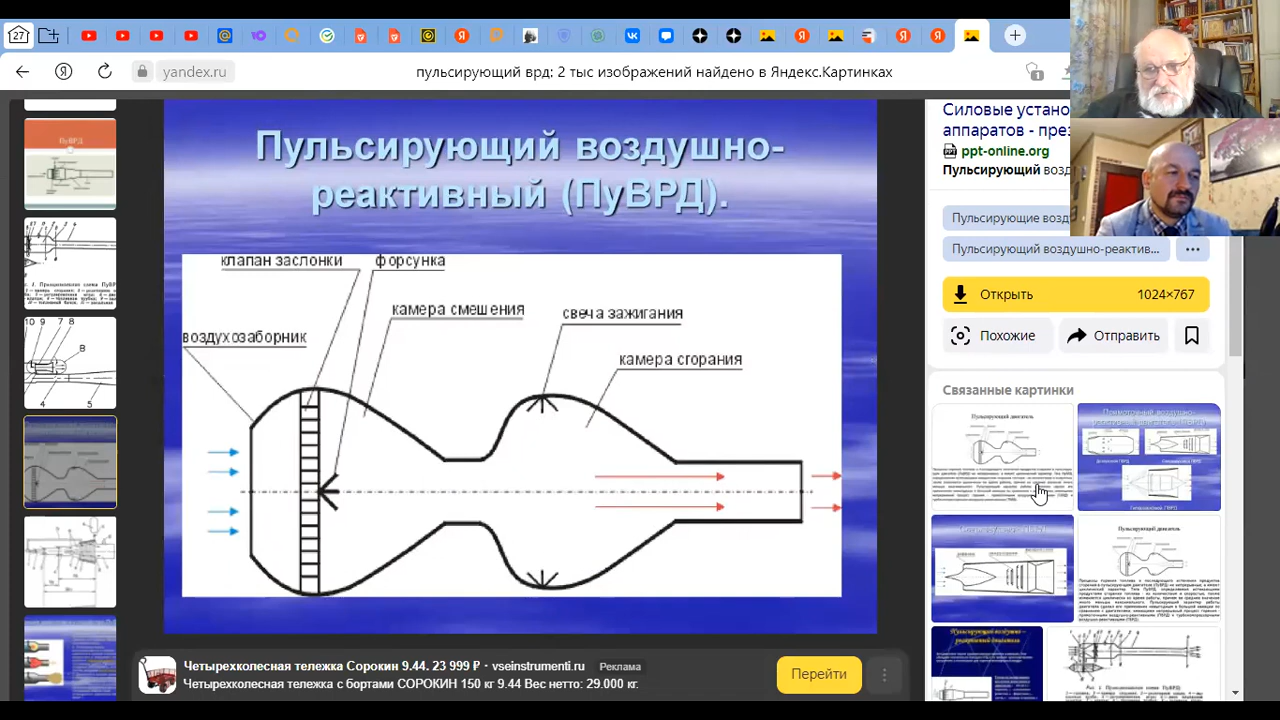 27
yandex.ru
пульсирующий врд: 2 тыс изображений найдено в Яндекс Картинках
1
Пульсирующий воздушно-
реактивный (ПуВРД).
клапан заслонки
форсунка
камера смешения
свеча зажигания
воздухозаборник
камера сгорания
Четырехколесная тележка Сорокин 9.44
vseinstrumenti.ru
Реклама
Четырехколесная тележка
СОРОКИН 150 кг 9.44 Вес нетто -29 000 кг.
Перейти
Силовые устано
аппаратов - през
ppt-online.org
Пульсирующий возд
Пульсирующие возд
Пульсирующий воздушно-реактив...
Открыть
1024×767
Похожие
Отправить
Связанные картинки
Пульсирующий двигатель
Пульсирующий двигатель
ПуВРД